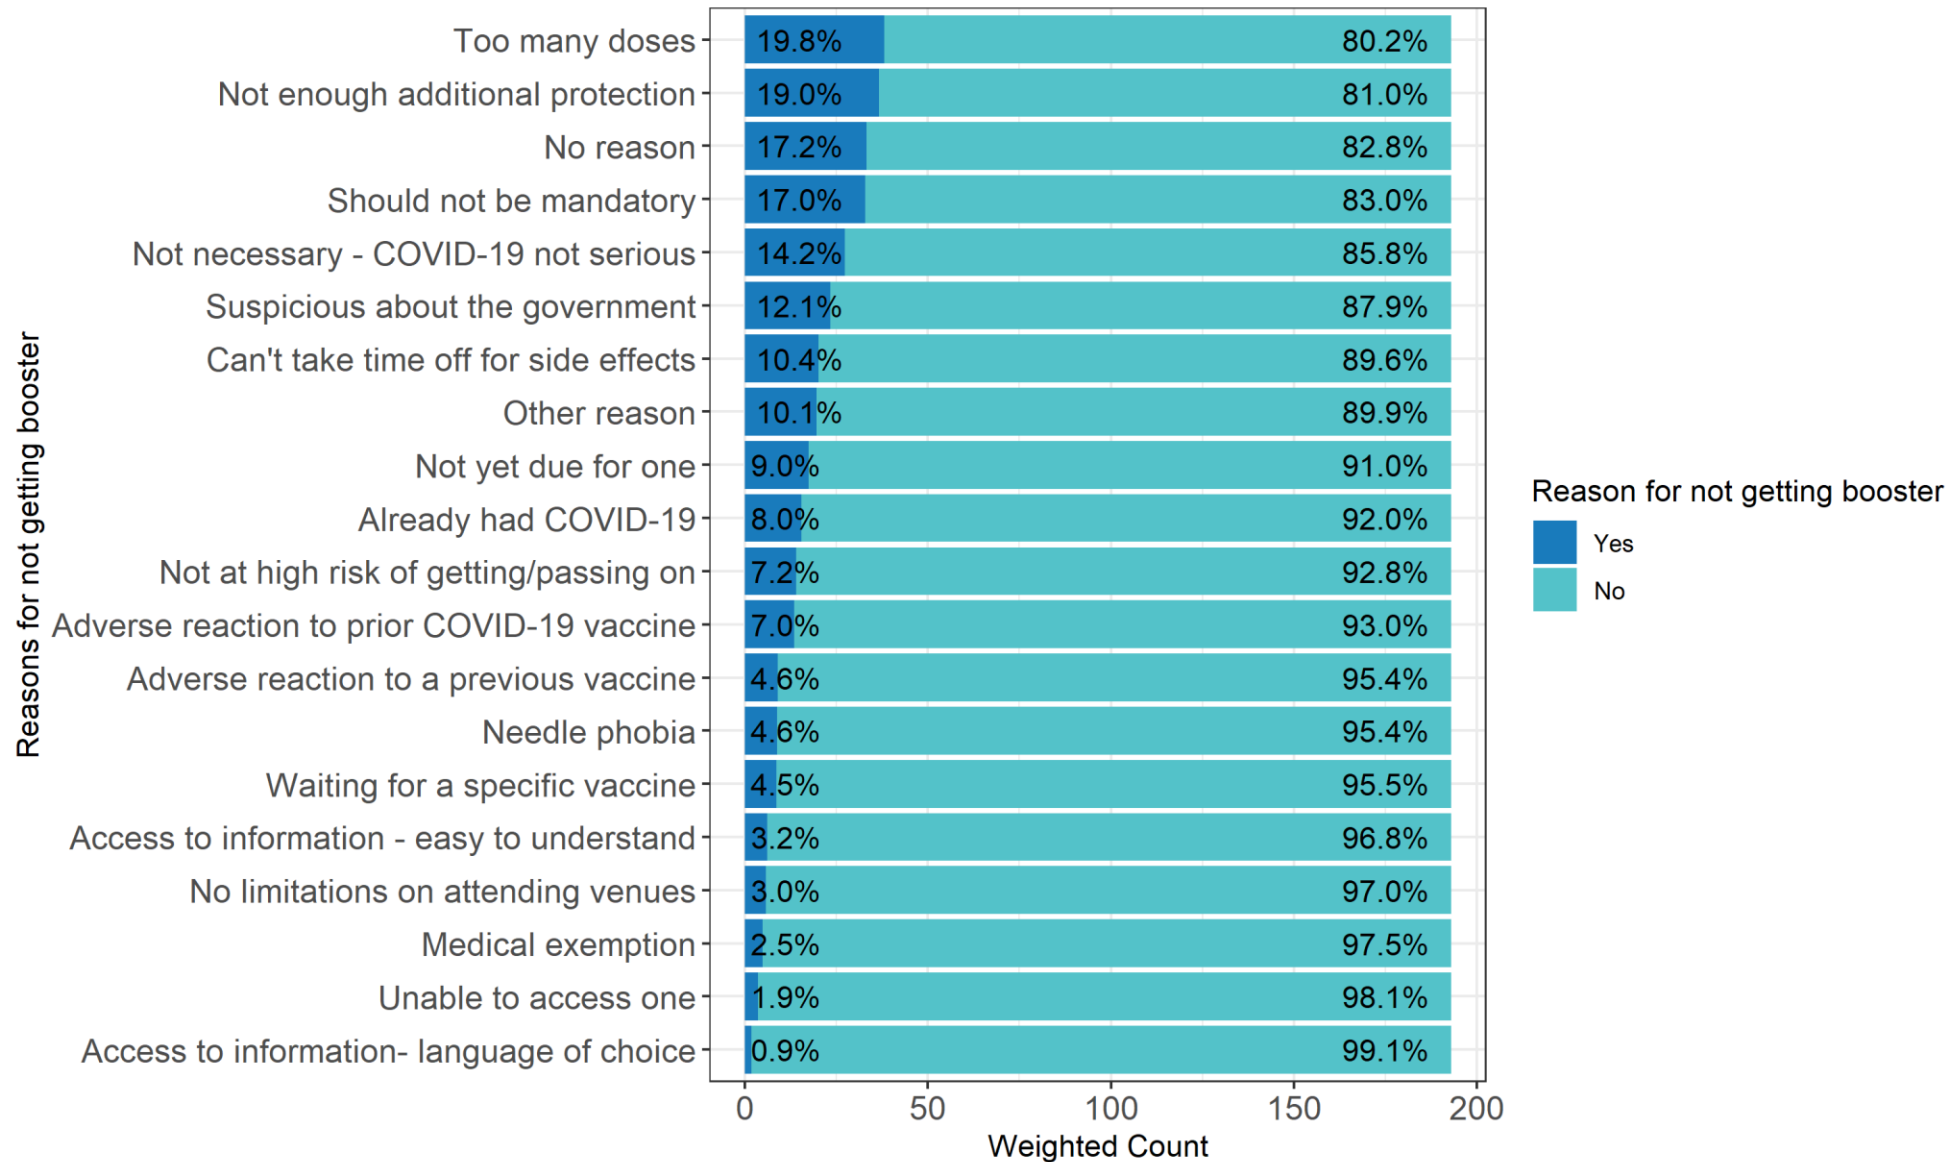 Too many doses 19.8% 80.2%
Not enough additional protection 19.0% 81.0%
No reason 17.2% 82.8%
Should not be mandatory 17.0% 83.0%
Not necessary - COVID-19 not serious 14.2% 85.8%
Suspicious about the government 12.1% 87.9%
Can't take time off for side effects 10.4% 89.6%
Other reason 10.1% 89.9%
Not yet due for one 9.0% 91.0%
Already had COVID-19 8.0% 92.0%
Not at high risk of getting/passing on 7.2% 92.8%
Adverse reaction to prior COVID-19 vaccine 7.0% 93.0%
Adverse reaction to a previous vaccine 4.6% 95.4%
Needle phobia 4.6% 95.4%
Waiting for a specific vaccine 4.5% 95.5%
Access to information - easy to understand 3.2% 96.8%
No limitations on attending venues 3.0% 97.0%
Medical exemption 2.5% 97.5%
Unable to access one 1.9% 98.1%
Access to information- language of choice 0.9% 99.1%
Reasons for not getting booster
0 50 100 150 200
Weighted Count
Reason for not getting booster
Yes
No